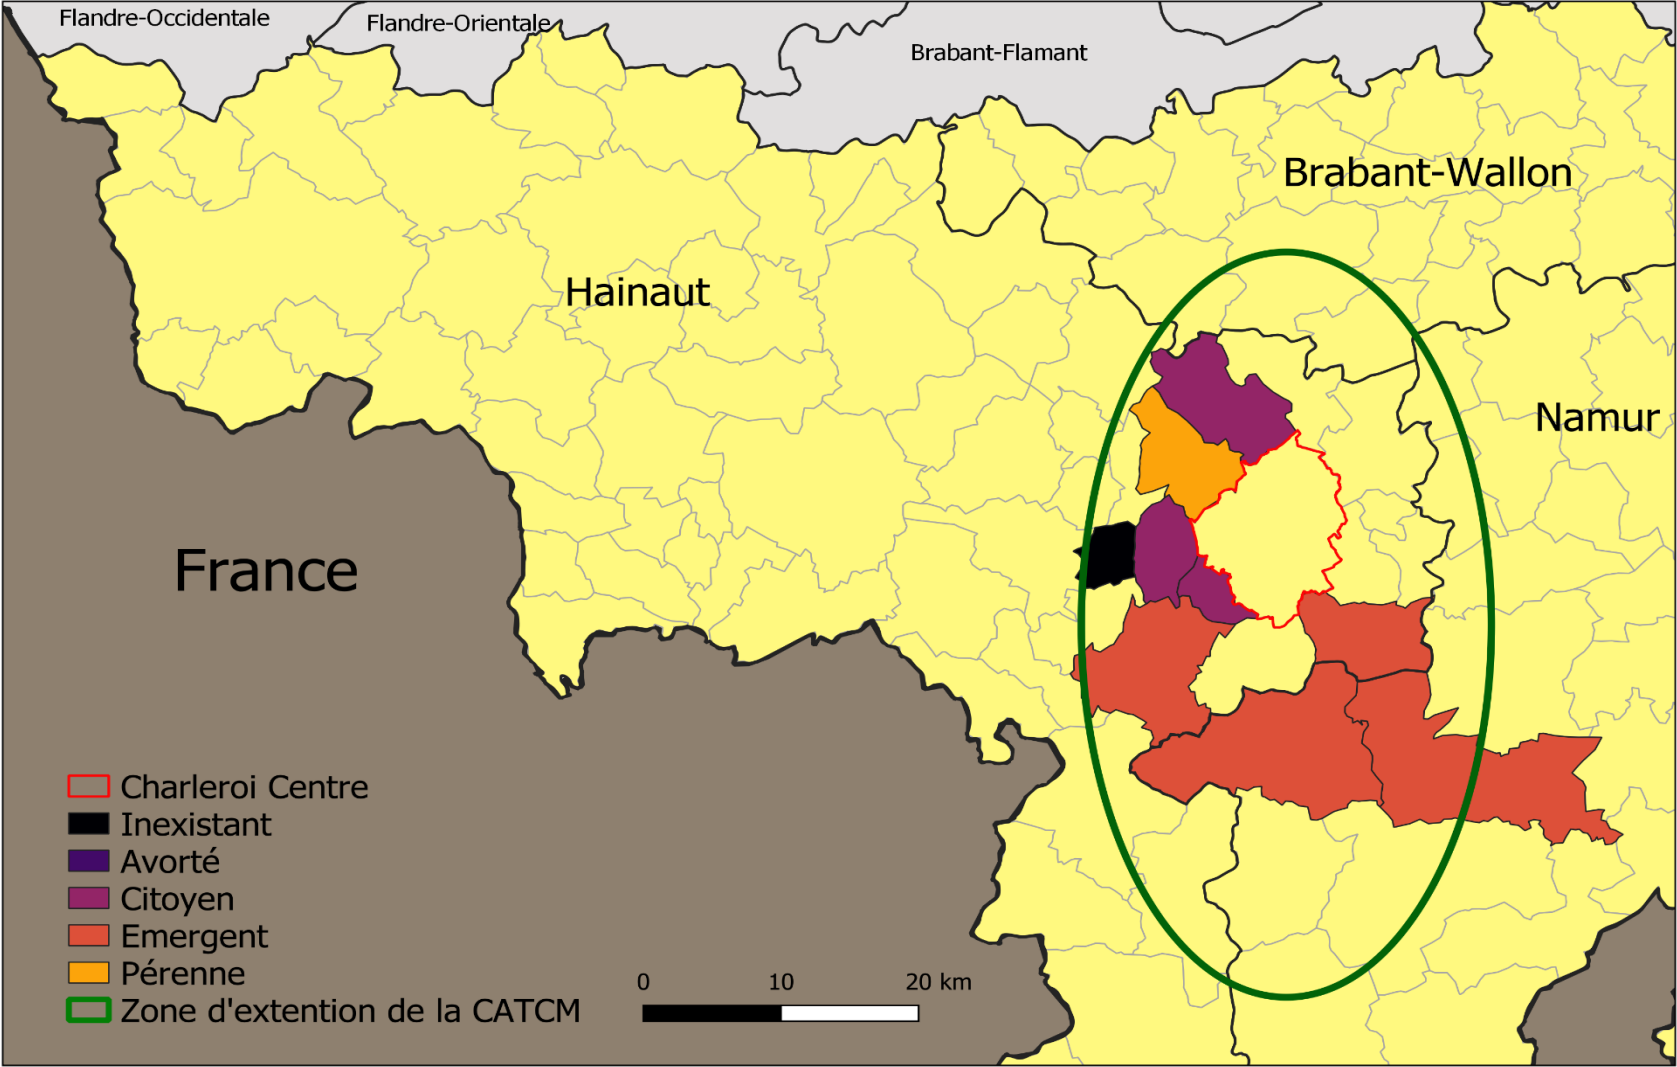 Flandre-Occidentale
Flandre-Orientale
Brabant-Flamant
Brabant-Wallon
Hainaut
Namur
France
Charleroi Centre
Inexistant
Avorté
Citoyen
Emergent
Pérenne
Zone d'extention de la CATCM
0 10 20 km